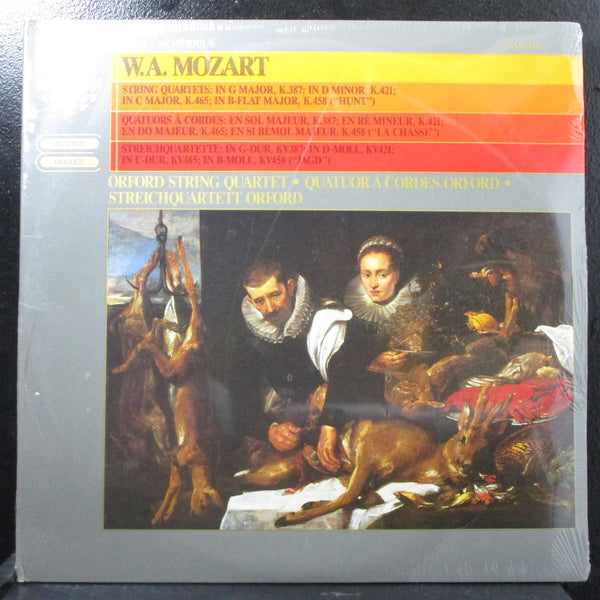 NUMERIQUE
W.A. MOZART
STRING QUARTETS: IN G MAJOR, K.387; IN D MINOR, K.421;
IN C MAJOR, K.465; IN B-FLAT MAJOR, K.458 ("HUNT")
QUATUORS À CORDES: EN SOL MAJEUR, K.387; EN RÉ MINEUR, K.421;
EN DO MAJEUR, K.465; EN SI BEMOL MAJEUR, K.458 ("LA CHASSE")
STREICHQUARTETTE: IN G-DUR, KV387; IN D-MOLL, KV421;
IN C-DUR, KV465; IN B-MOLL, KV458 ("JAGD")
RECORDS
DISQUES
ORFORD STRING QUARTET • QUATUOR A CORDES ORFORD •
STREICHQUARTETT ORFORD